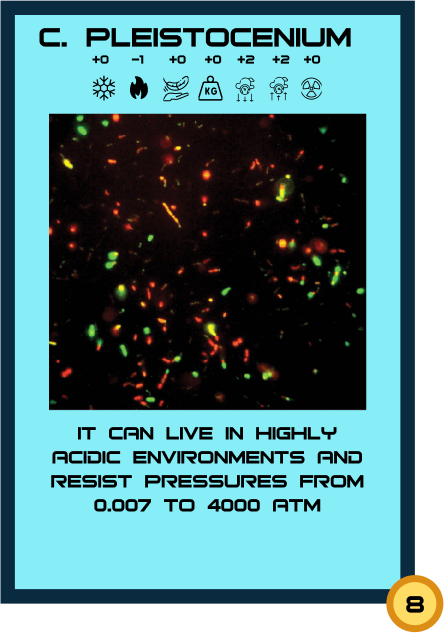 C. PLEISTOCENIUM
+0 -1 +0 +0 +2 +2 +0
KG
IT CAN LIVE IN HIGHLY
ACIDIC ENVIRONMENTS AND
RESIST PRESSURES FROM
0.007 TO 4000 ATM
8